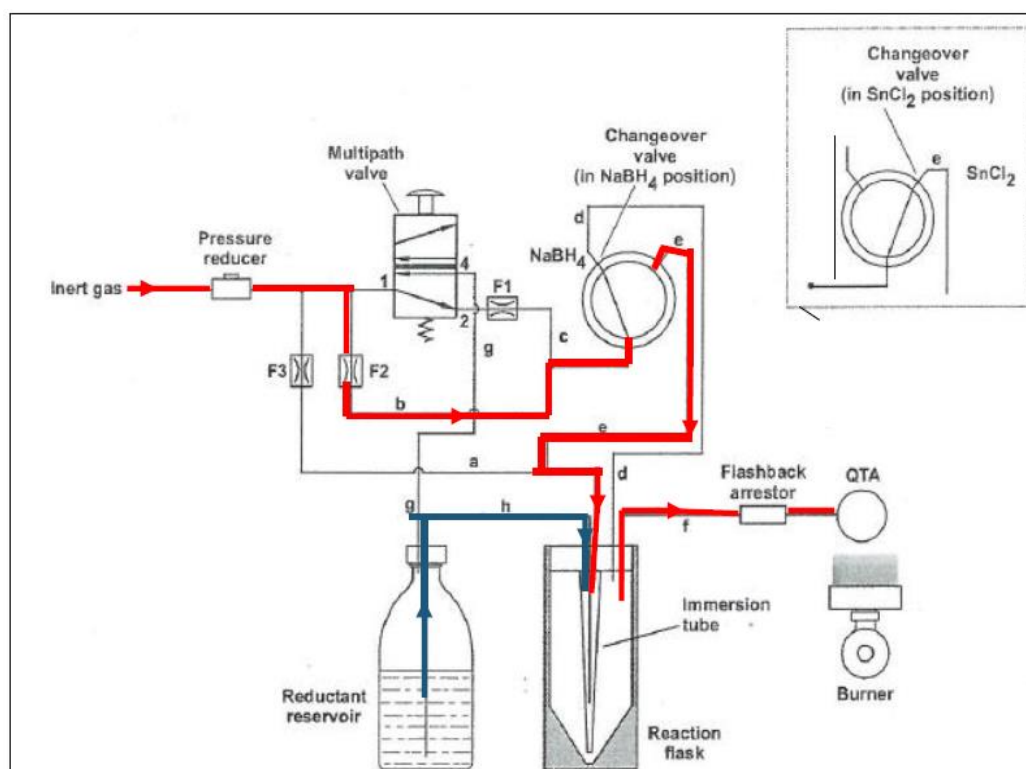 Changeover
valve
(in SnCl2 position)
e
SnCl2
Changeover
valve
(in NaBH4 position)
Multipath
valve
d
Pressure
reducer
NaBH4
e
4
Inert gas
1
F1
2
c
g
F3
F2
b
e
a
d
Flashback
arrestor
QTA
g
h
f
Immersion
tube
Reductant
reservoir
Burner
Reaction
flask